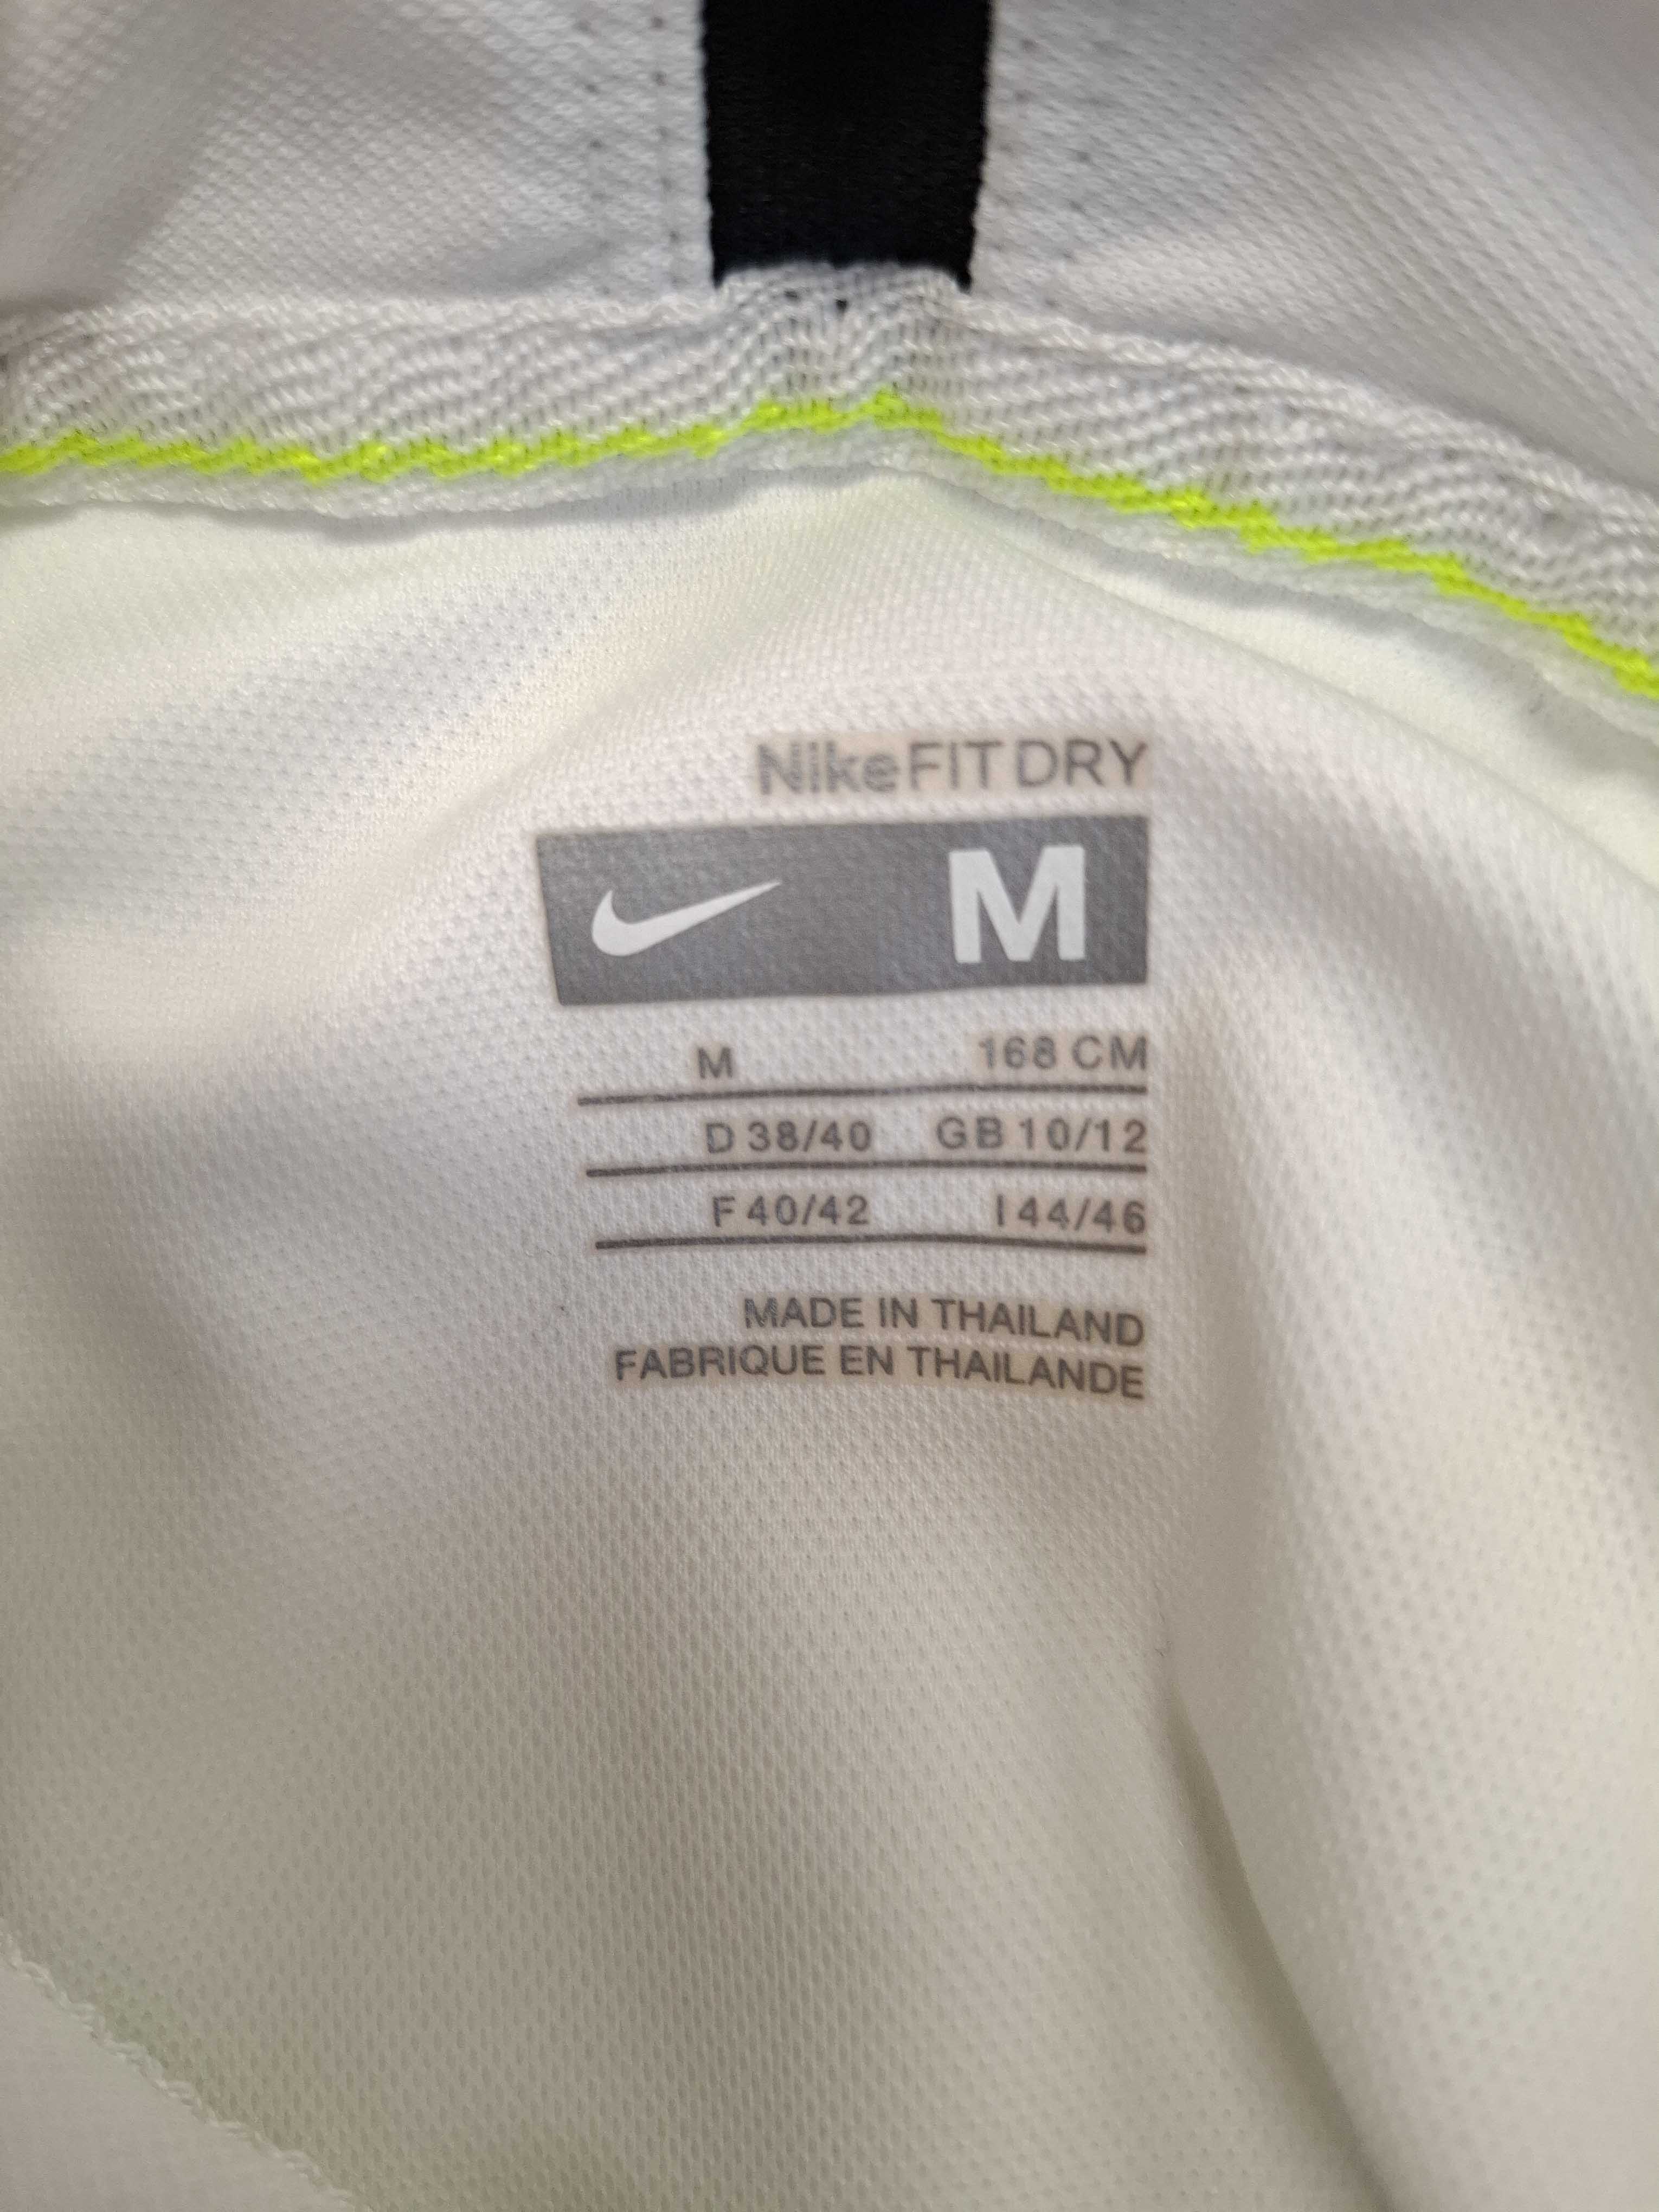 NikeFIT DRY
M
M 168 CM
D 38/40 GB 10/12
F 40/42 I 44/46
MADE IN THAILAND
FABRIQUE EN THAILANDE